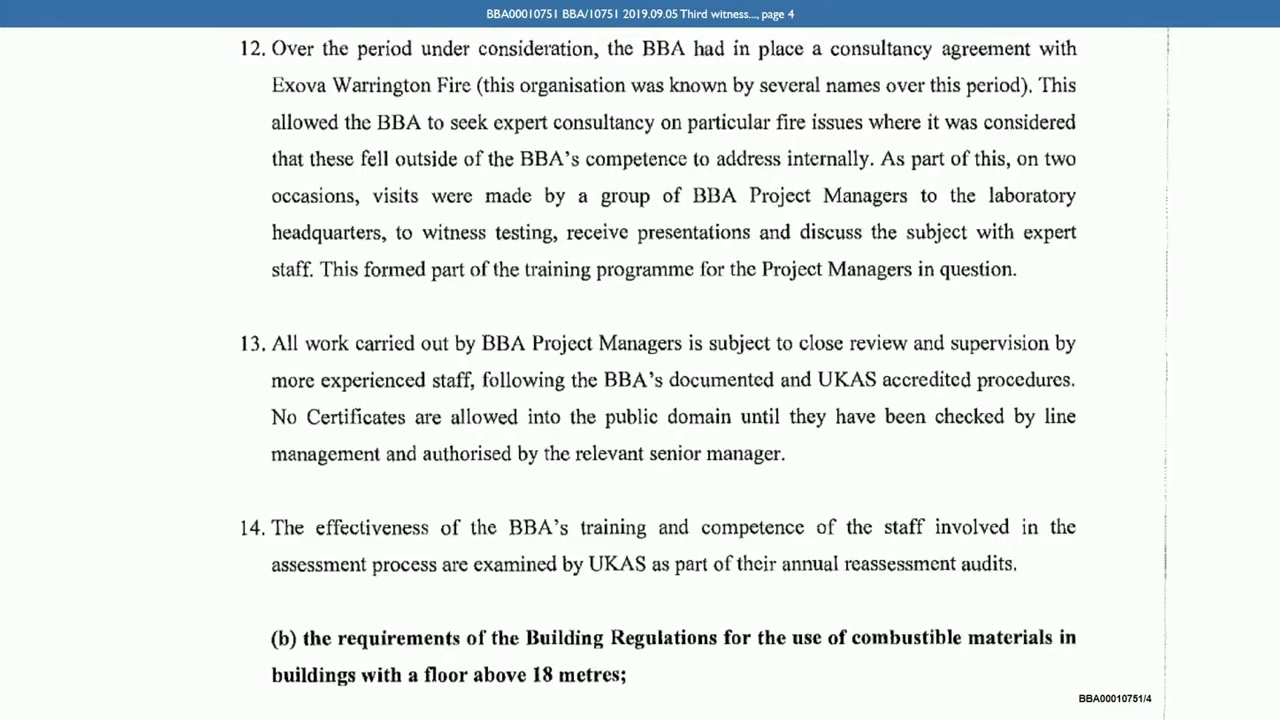 BBA00010751 BBA/10751 2019.09.05 Third witness..., page 4
12. Over the period under consideration, the BBA had in place a consultancy agreement with
Exova Warrington Fire (this organisation was known by several names over this period). This
allowed the BBA to seek expert consultancy on particular fire issues where it was considered
that these fell outside of the BBA's competence to address internally. As part of this, on two
occasions, visits were made by a group of BBA Project Managers to the laboratory
headquarters, to witness testing, receive presentations and discuss the subject with expert
staff. This formed part of the training programme for the Project Managers in question.
13. All work carried out by BBA Project Managers is subject to close review and supervision by
more experienced staff, following the BBA's documented and UKAS accredited procedures.
No Certificates are allowed into the public domain until they have been checked by line
management and authorised by the relevant senior manager.
14. The effectiveness of the BBA's training and competence of the staff involved in the
assessment process are examined by UKAS as part of their annual reassessment audits.
(b) the requirements of the Building Regulations for the use of combustible materials in
buildings with a floor above 18 metres;
BBA00010751/4